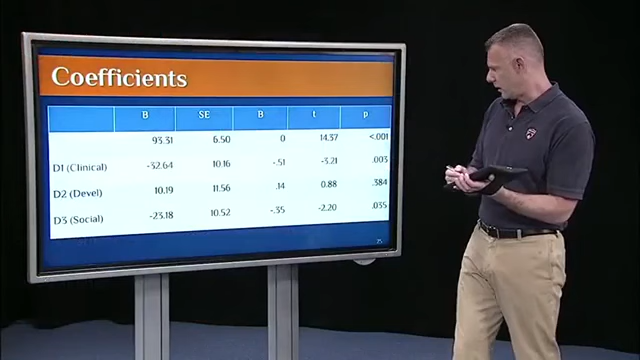 Coefficients
B SE B t p
93.31 6.50 0 14.37 <.001
D1 (Clinical) -32.64 10.16 -.51 -3.21 .003
D2 (Devel) 10.19 11.56 .14 0.88 .384
D3 (Social) -23.18 10.52 -.35 -2.20 .035